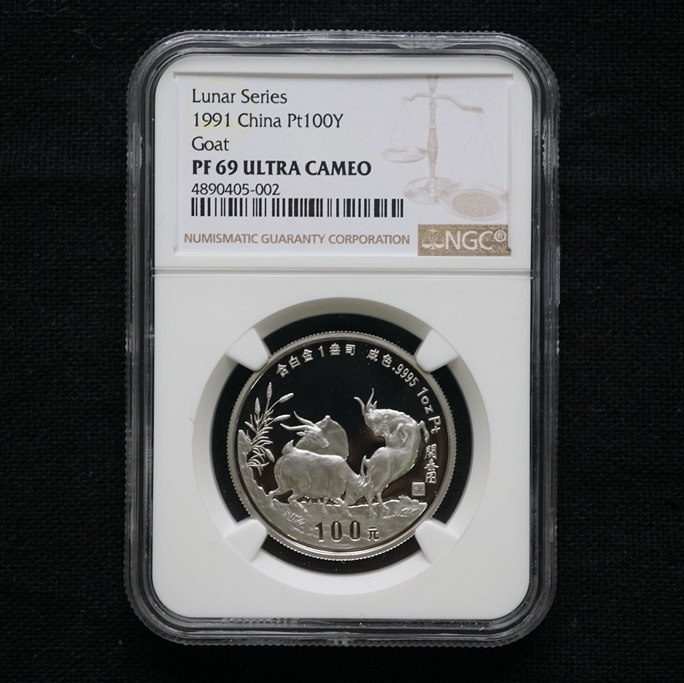 Lunar Series
1991 China Pt100Y
Goat
PF 69 ULTRA CAMEO
4890405-002
NUMISMATIC GUARANTY CORPORATION
NGC®
含白金1盎司 成色.9995 1oz Pt
100元